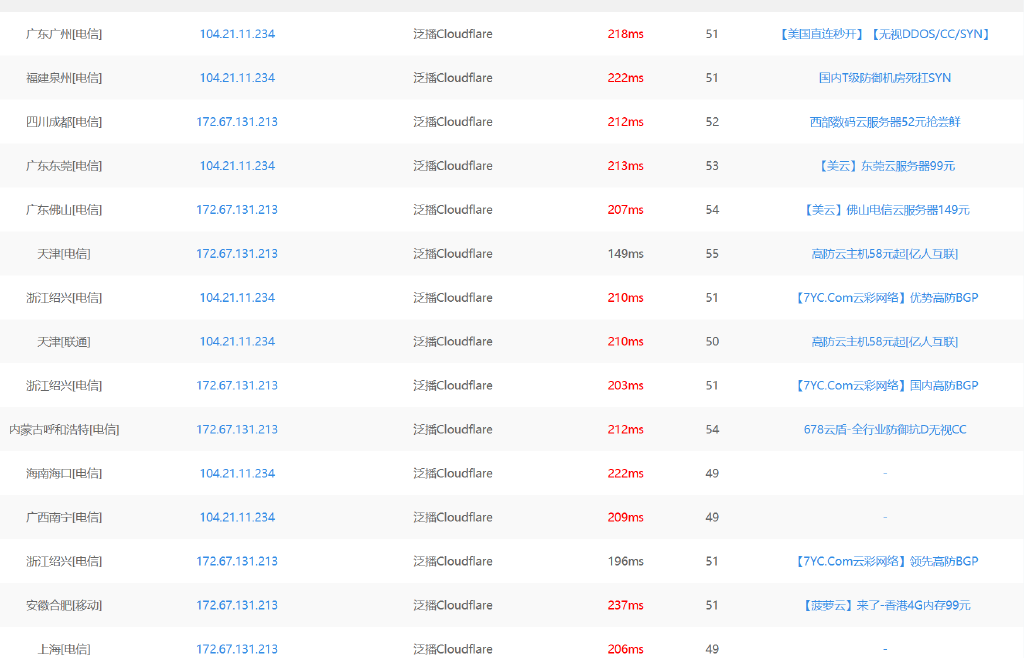 广东广州[电信] 104.21.11.234 泛播Cloudflare 218ms 51 【美国直连秒开】【无视DDOS/CC/SYN】
福建泉州[电信] 104.21.11.234 泛播Cloudflare 222ms 51 国内T级防御机房死扛SYN
四川成都[电信] 172.67.131.213 泛播Cloudflare 212ms 52 西部数码云服务器52元抢尝鲜
广东东莞[电信] 104.21.11.234 泛播Cloudflare 213ms 53 【美云】东莞云服务器99元
广东佛山[电信] 172.67.131.213 泛播Cloudflare 207ms 54 【美云】佛山电信云服务器149元
天津[电信] 172.67.131.213 泛播Cloudflare 149ms 55 高防云主机58元起[亿人互联]
浙江绍兴[电信] 104.21.11.234 泛播Cloudflare 210ms 51 【7YC.Com云彩网络】优势高防BGP
天津[联通] 104.21.11.234 泛播Cloudflare 210ms 50 高防云主机58元起[亿人互联]
浙江绍兴[电信] 172.67.131.213 泛播Cloudflare 203ms 51 【7YC.Com云彩网络】国内高防BGP
内蒙古呼和浩特[电信] 172.67.131.213 泛播Cloudflare 212ms 54 678云盾-全行业防御抗D无视CC
海南海口[电信] 104.21.11.234 泛播Cloudflare 222ms 49 -
广西南宁[电信] 104.21.11.234 泛播Cloudflare 209ms 49 -
浙江绍兴[电信] 172.67.131.213 泛播Cloudflare 196ms 51 【7YC.Com云彩网络】领先高防BGP
安徽合肥[移动] 172.67.131.213 泛播Cloudflare 237ms 51 【菠萝云】来了-香港4G内存99元
上海[电信] 172.67.131.213 泛播Cloudflare 206ms 49 -